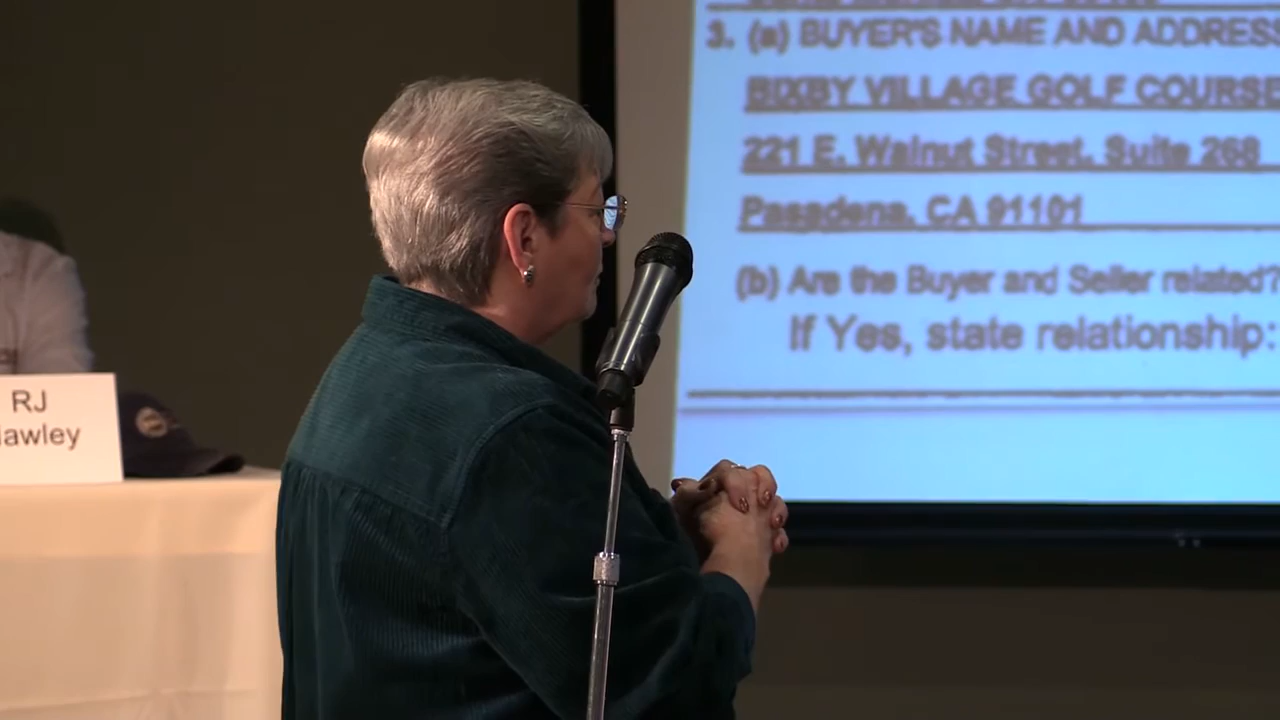 3. (a) BUYER'S NAME AND ADDRESS
BIXBY VILLAGE GOLF COURSE
221 E. Walnut Street, Suite 268
Pasadena, CA 91101
(b) Are the Buyer and Seller related?
If Yes, state relationship:
RJ
Hawley